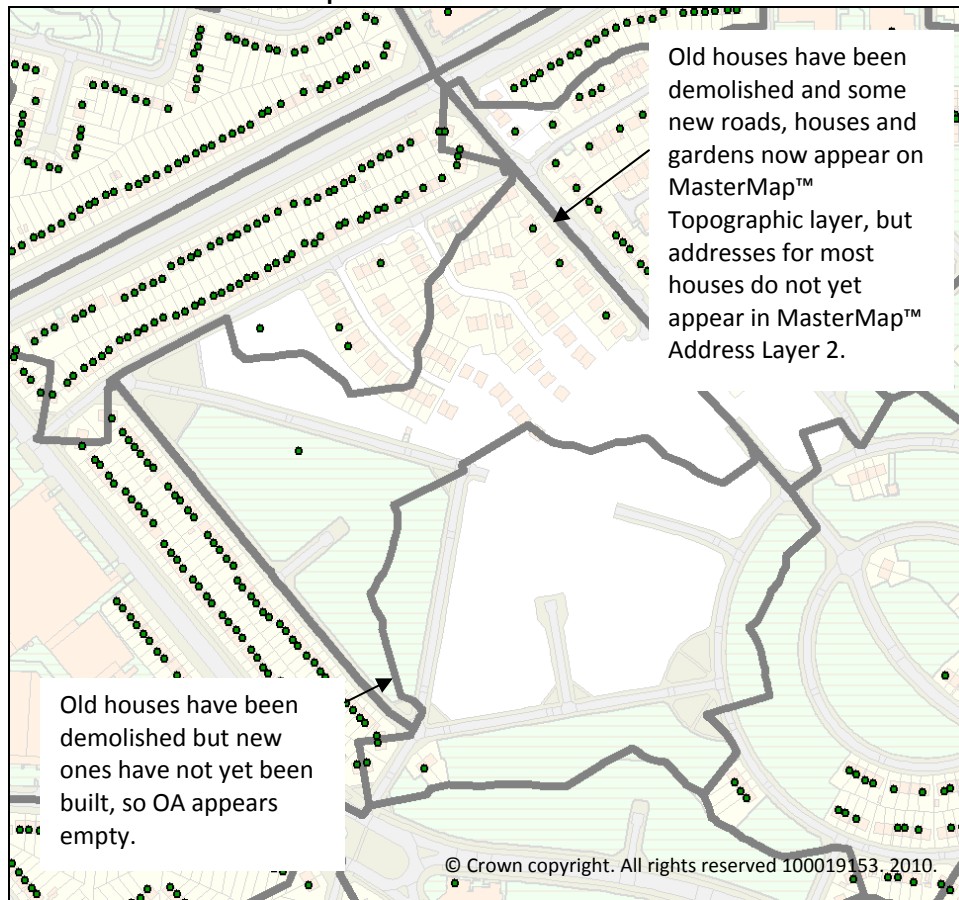 Old houses have been
demolished and some
new roads, houses and
gardens now appear on
MasterMap™
Topographic layer, but
addresses for most
houses do not yet
appear in MasterMap™
Address Layer 2.
Old houses have been
demolished but new
ones have not yet been
built, so OA appears
empty.
© Crown copyright. All rights reserved 100019153. 2010.